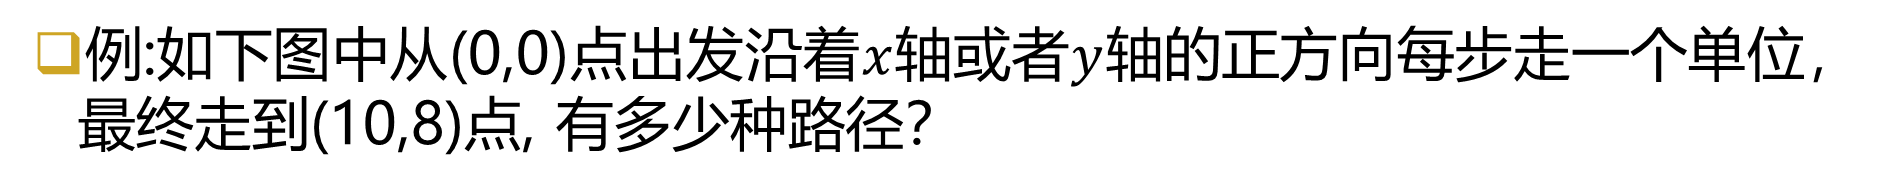 例:如下图中从(0,0)点出发沿着x轴或者y轴的正方向每步走一个单位,
最终走到(10,8)点, 有多少种路径?